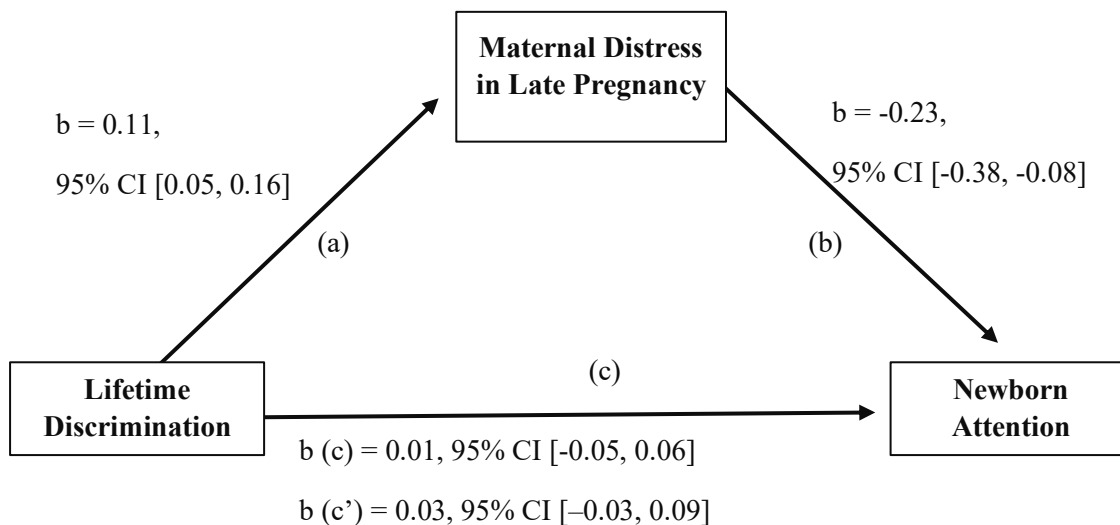 Maternal Distress
in Late Pregnancy
b = 0.11,
95% CI [0.05, 0.16]
b = -0.23,
95% CI [-0.38, -0.08]
(a)
(b)
(c)
Lifetime
Discrimination
Newborn
Attention
b (c) = 0.01, 95% CI [-0.05, 0.06]
b (c’) = 0.03, 95% CI [–0.03, 0.09]